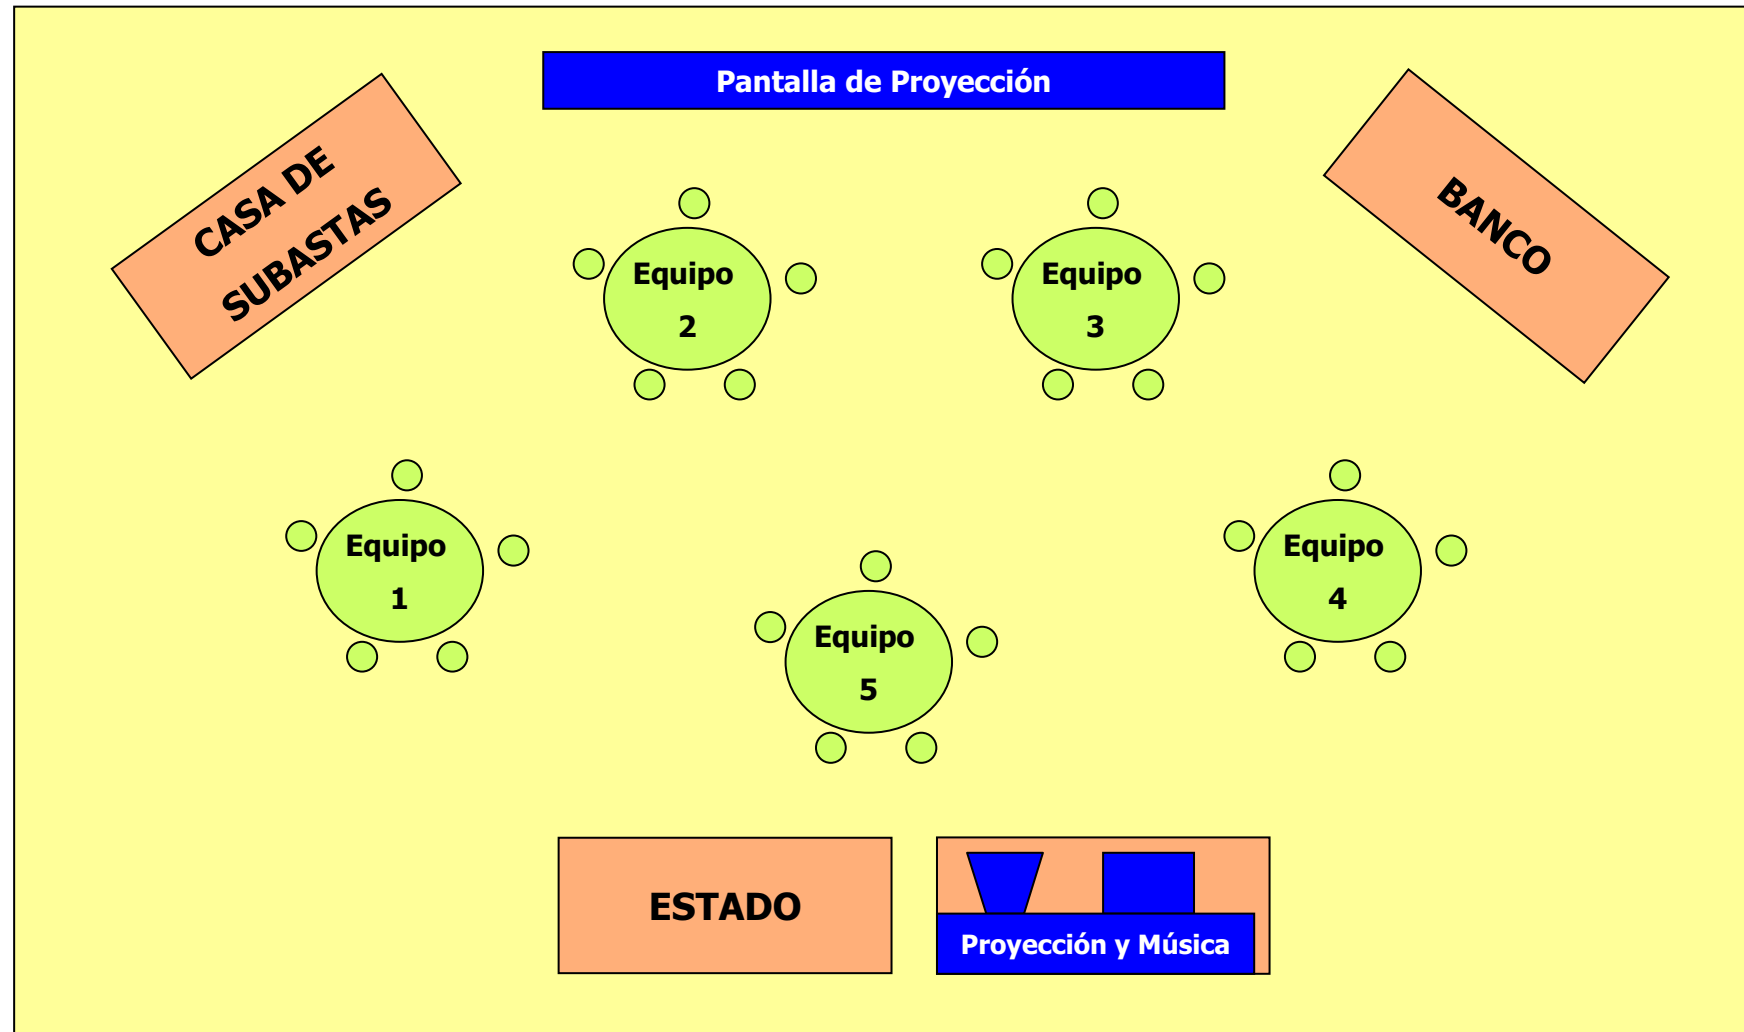 Pantalla de Proyección
CASA DE
SUBASTAS
BANCO
Equipo
2
Equipo
3
Equipo
1
Equipo
4
Equipo
5
ESTADO
Proyección y Música